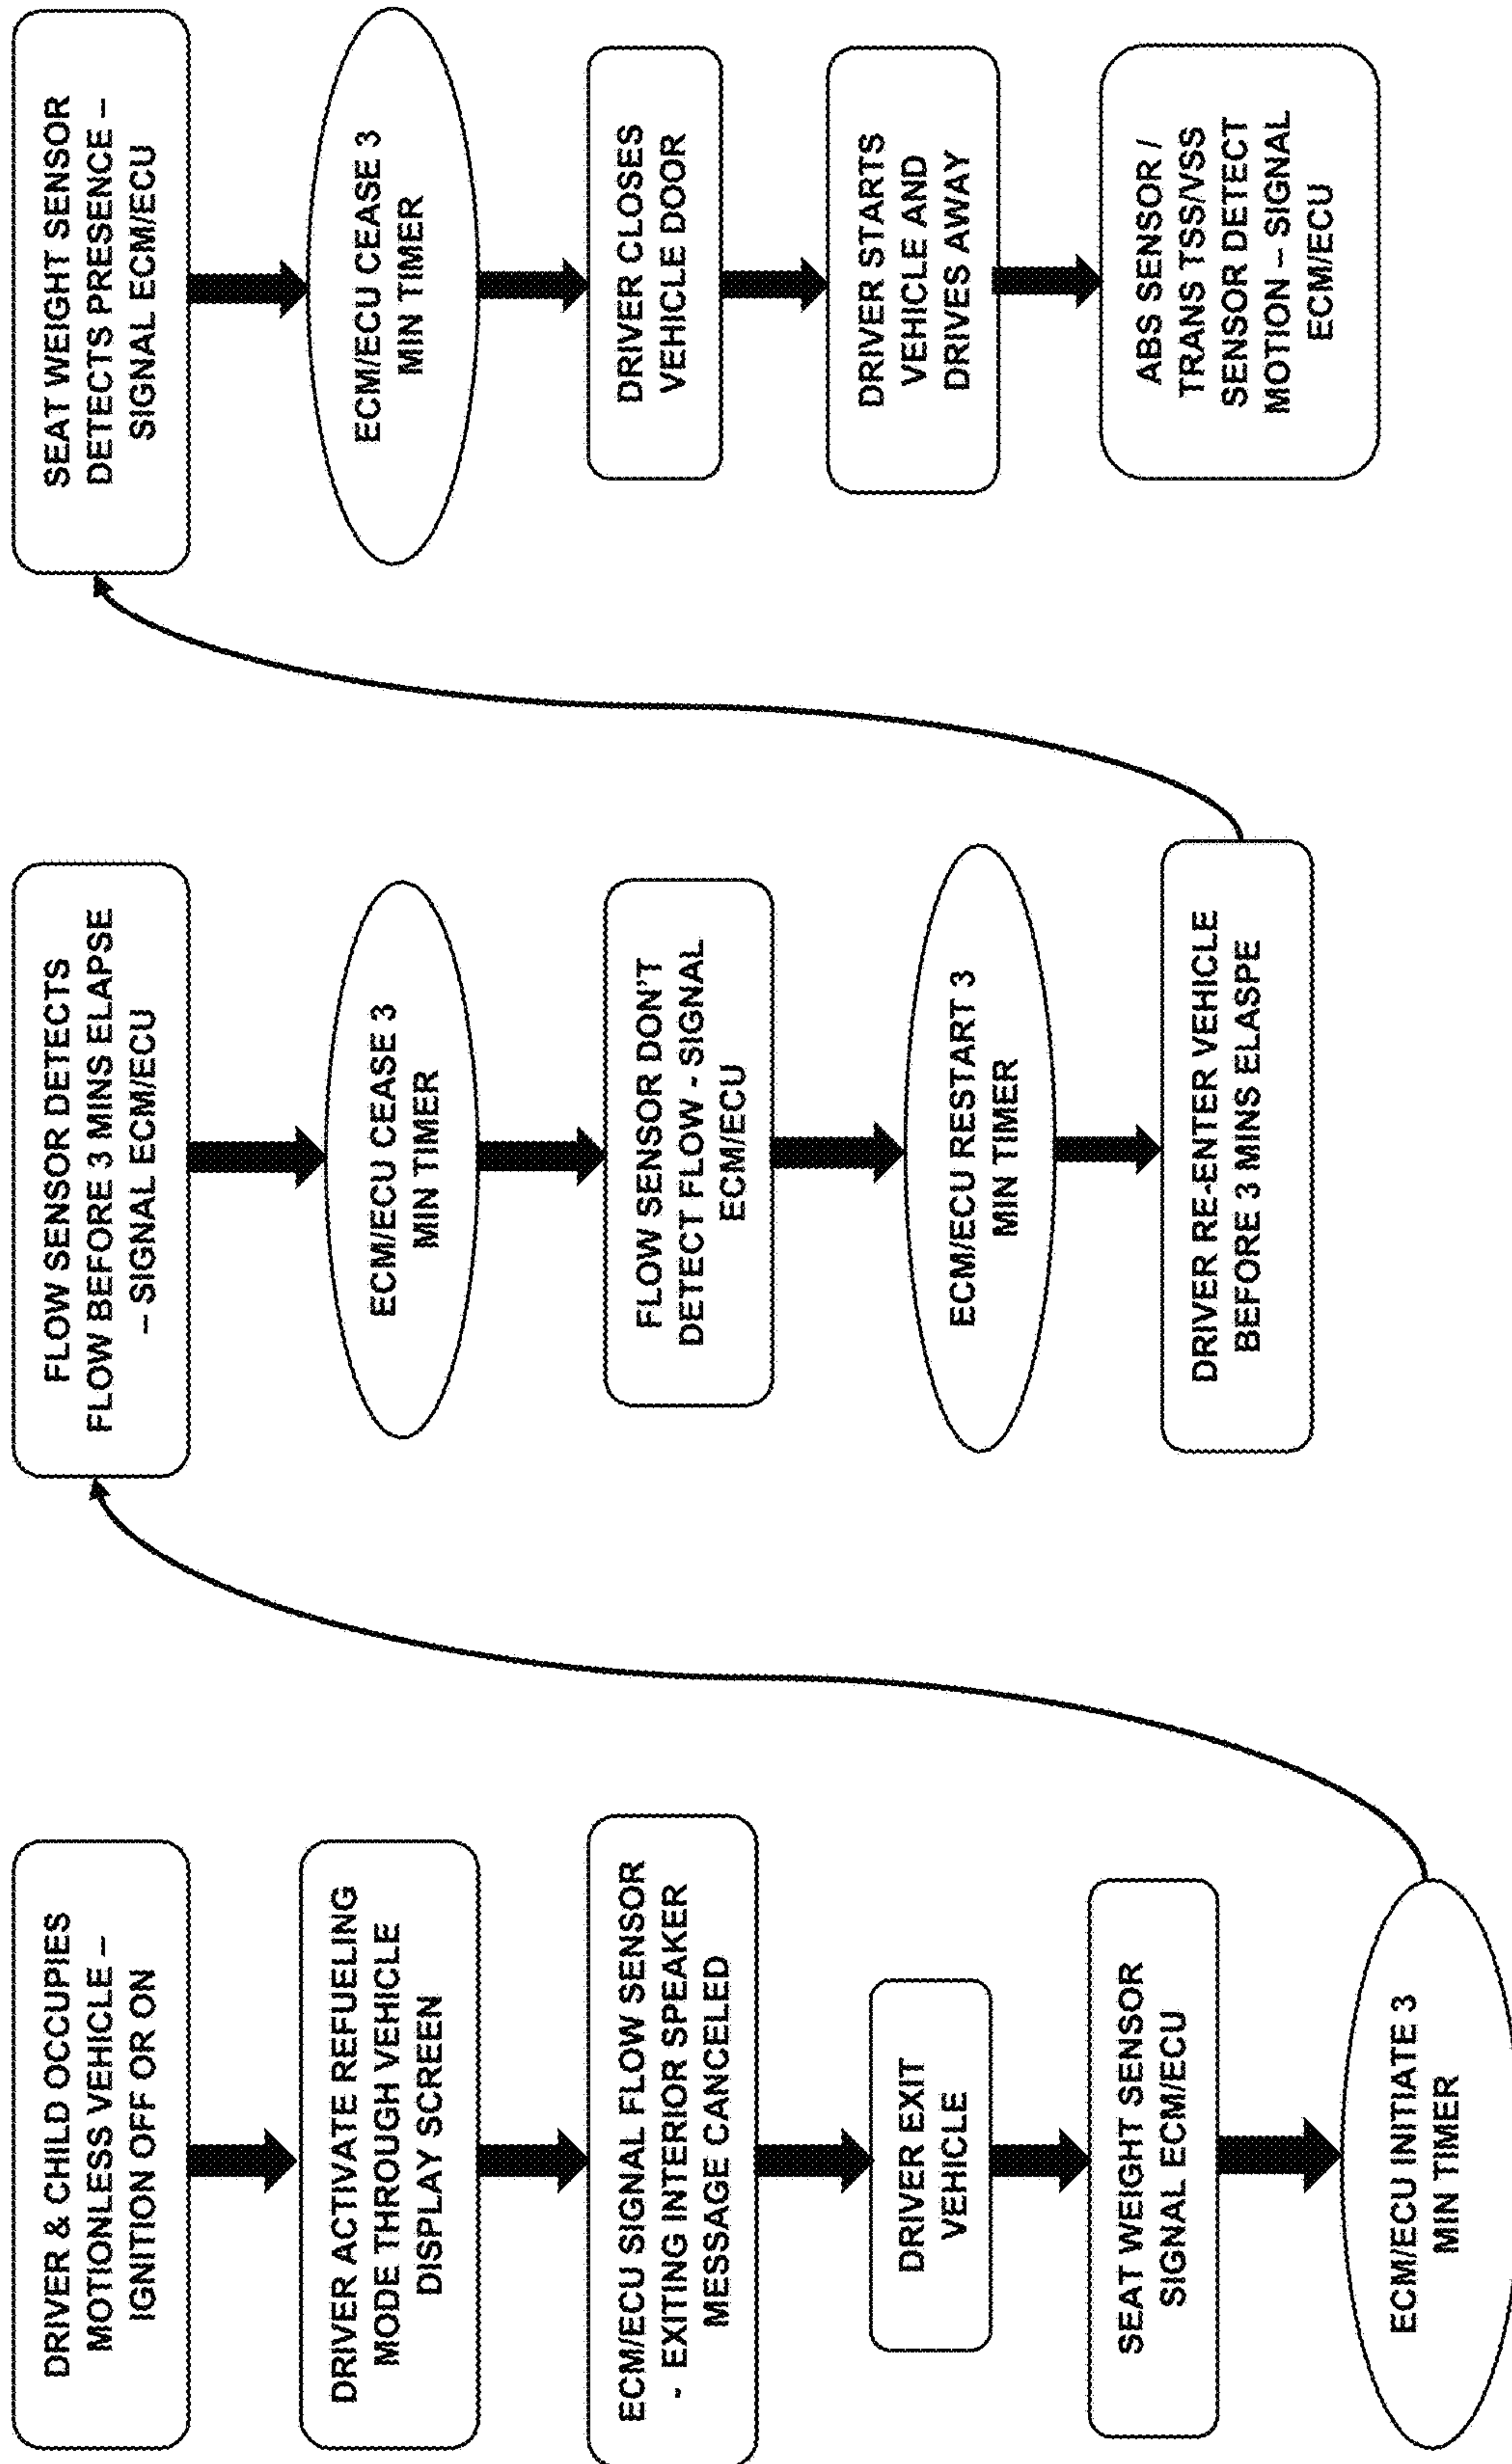 DRIVER & CHILD OCCUPIES
MOTIONLESS VEHICLE –
IGNITION OFF OR ON
DRIVER ACTIVATE REFUELING
MODE THROUGH VEHICLE
DISPLAY SCREEN
ECM/ECU SIGNAL FLOW SENSOR
- EXITING INTERIOR SPEAKER
MESSAGE CANCELED
DRIVER EXIT
VEHICLE
SEAT WEIGHT SENSOR
SIGNAL ECM/ECU
ECM/ECU INITIATE 3
MIN TIMER
FLOW SENSOR DETECTS
FLOW BEFORE 3 MINS ELAPSE
– SIGNAL ECM/ECU
ECM/ECU CEASE 3
MIN TIMER
FLOW SENSOR DON'T
DETECT FLOW - SIGNAL
ECM/ECU
ECM/ECU RESTART 3
MIN TIMER
DRIVER RE-ENTER VEHICLE
BEFORE 3 MINS ELASPE
SEAT WEIGHT SENSOR
DETECTS PRESENCE –
SIGNAL ECM/ECU
ECM/ECU CEASE 3
MIN TIMER
DRIVER CLOSES
VEHICLE DOOR
DRIVER STARTS
VEHICLE AND
DRIVES AWAY
ABS SENSOR /
TRANS TSS/VSS
SENSOR DETECT
MOTION – SIGNAL
ECM/ECU